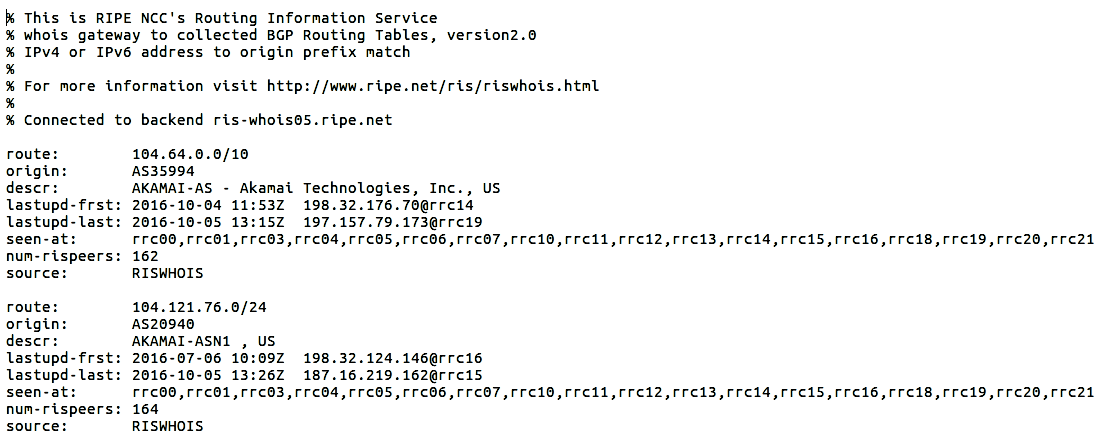 % This is RIPE NCC's Routing Information Service
% whois gateway to collected BGP Routing Tables, version2.0
% IPv4 or IPv6 address to origin prefix match
%
% For more information visit http://www.ripe.net/ris/riswhois.html
%
% Connected to backend ris-whois05.ripe.net
route: 104.64.0.0/10
origin: AS35994
descr: AKAMAI-AS - Akamai Technologies, Inc., US
lastupd-frst: 2016-10-04 11:53Z 198.32.176.70@rrc14
lastupd-last: 2016-10-05 13:15Z 197.157.79.173@rrc19
seen-at: rrc00,rrc01,rrc03,rrc04,rrc05,rrc06,rrc07,rrc10,rrc11,rrc12,rrc13,rrc14,rrc15,rrc16,rrc18,rrc19,rrc20,rrc21
num-rispeers: 162
source: RISWHOIS
route: 104.121.76.0/24
origin: AS20940
descr: AKAMAI-ASN1 , US
lastupd-frst: 2016-07-06 10:09Z 198.32.124.146@rrc16
lastupd-last: 2016-10-05 13:26Z 187.16.219.162@rrc15
seen-at: rrc00,rrc01,rrc03,rrc04,rrc05,rrc06,rrc07,rrc10,rrc11,rrc12,rrc13,rrc14,rrc15,rrc16,rrc18,rrc19,rrc20,rrc21
num-rispeers: 164
source: RISWHOIS